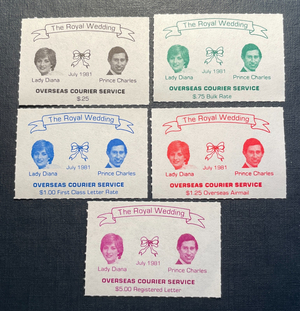 The Royal Wedding
July 1981
Lady Diana Prince Charles
OVERSEAS COURIER SERVICE
$.25
The Royal Wedding
July 1981
Lady Diana Prince Charles
OVERSEAS COURIER SERVICE
$.75 Bulk Rate
The Royal Wedding
July 1981
Lady Diana Prince Charles
OVERSEAS COURIER SERVICE
$1.00 First Class Letter Rate
The Royal Wedding
July 1981
Lady Diana Prince Charles
OVERSEAS COURIER SERVICE
$1.25 Overseas Airmail
The Royal Wedding
July 1981
Lady Diana Prince Charles
OVERSEAS COURIER SERVICE
$5.00 Registered Letter